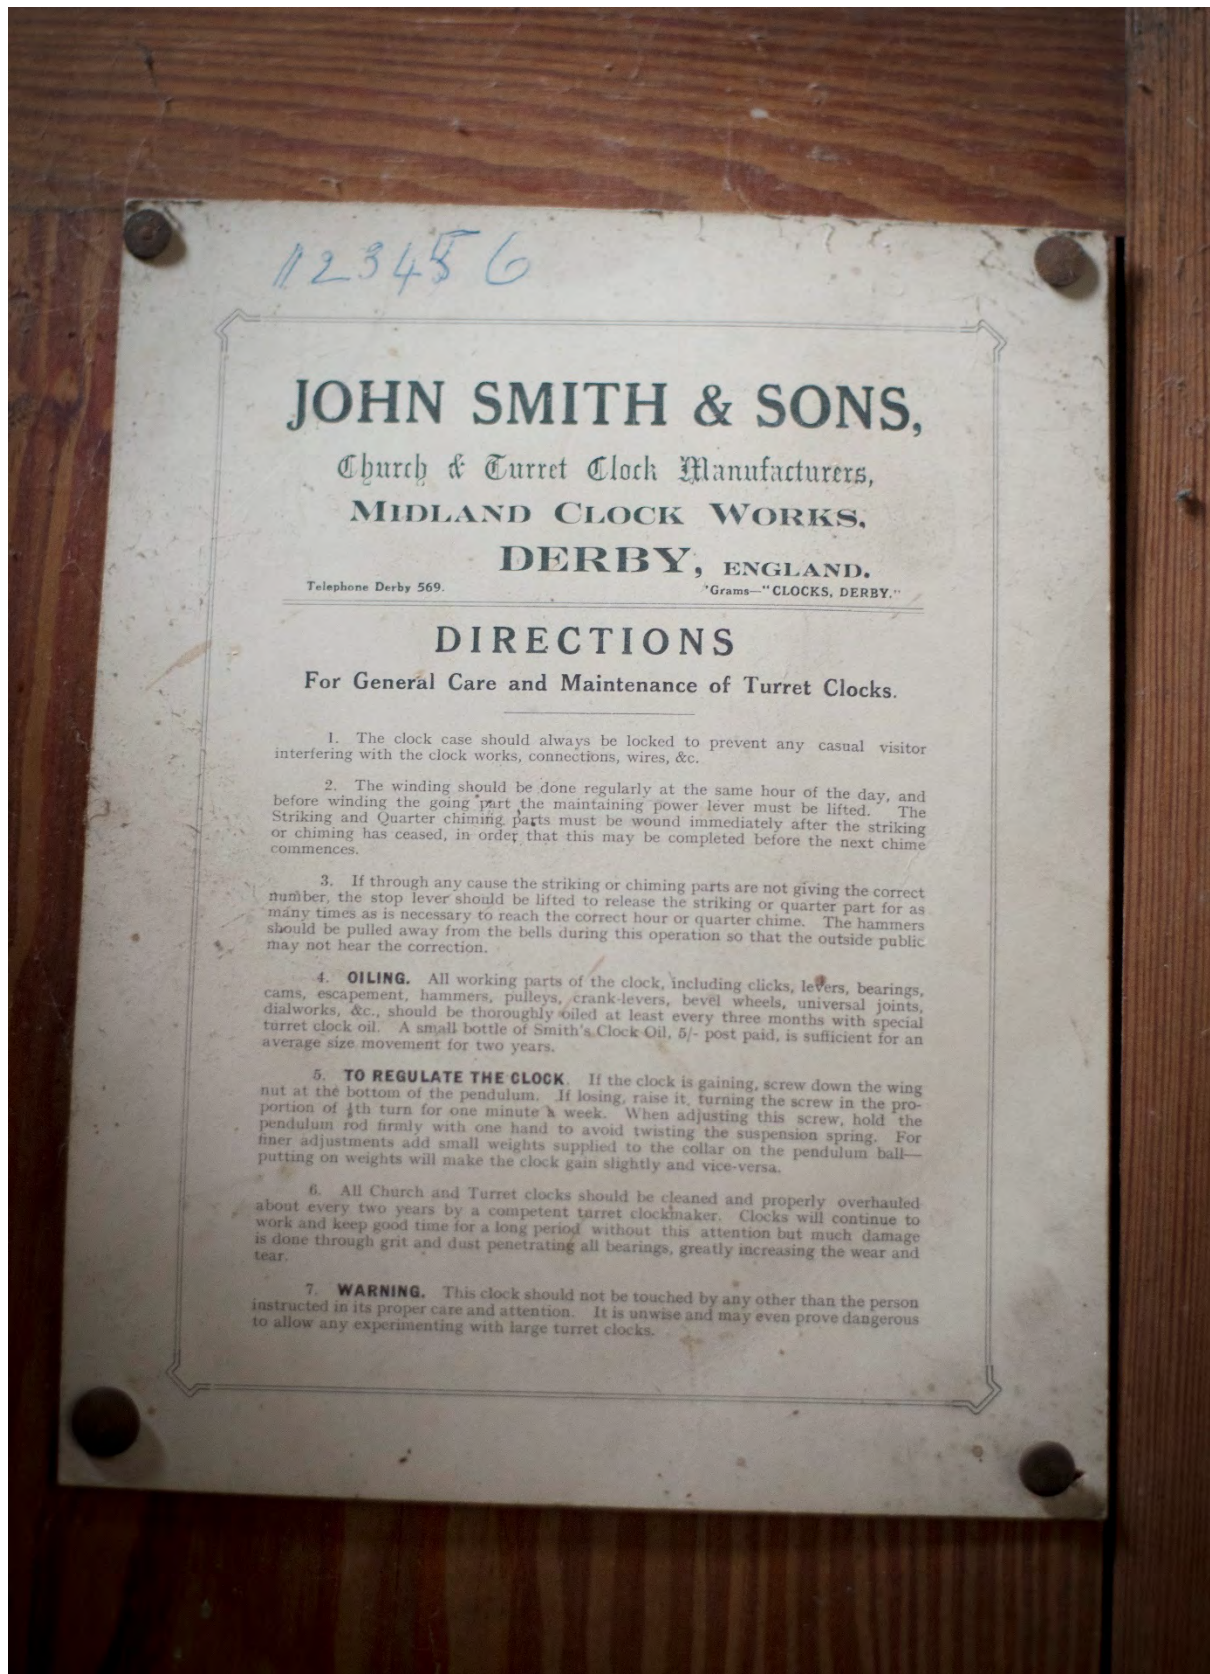 123456
JOHN SMITH & SONS,
Church & Turret Clock Manufacturers,
MIDLAND CLOCK WORKS,
DERBY, ENGLAND.
Telephone Derby 569. 'Grams—"CLOCKS, DERBY."
DIRECTIONS
For General Care and Maintenance of Turret Clocks.
1. The clock case should always be locked to prevent any casual visitor
interfering with the clock works, connections, wires, &c.
2. The winding should be done regularly at the same hour of the day, and
before winding the going part the maintaining power lever must be lifted. The
Striking and Quarter chiming parts must be wound immediately after the striking
or chiming has ceased, in order that this may be completed before the next chime
commences.
3. If through any cause the striking or chiming parts are not giving the correct
number, the stop lever should be lifted to release the striking or quarter part for as
many times as is necessary to reach the correct hour or quarter chime. The hammers
should be pulled away from the bells during this operation so that the outside public
may not hear the correction.
4. OILING. All working parts of the clock, including clicks, levers, bearings,
cams, escapement, hammers, pulleys, crank-levers, bevel wheels, universal joints,
dialworks, &c., should be thoroughly oiled at least every three months with special
turret clock oil. A small bottle of Smith's Clock Oil, 5/- post paid, is sufficient for an
average size movement for two years.
5. TO REGULATE THE CLOCK. If the clock is gaining, screw down the wing
nut at the bottom of the pendulum. If losing, raise it, turning the screw in the pro-
portion of turn for one minute a week. When adjusting this screw, hold the
pendulum rod firmly with one hand to avoid twisting the suspension spring. For
finer adjustments add small weights supplied to the collar on the pendulum ball—
putting on weights will make the clock gain slightly and vice-versa.
6. All Church and Turret clocks should be cleaned and properly overhauled
about every two years by a competent turret clockmaker. Clocks will continue to
work and keep good time for a long period without this attention but much damage
is done through grit and dust penetrating all bearings, greatly increasing the wear and
tear.
7. WARNING. This clock should not be touched by any other than the person
instructed in its proper care and attention. It is unwise and may even prove dangerous
to allow any experimenting with large turret clocks.